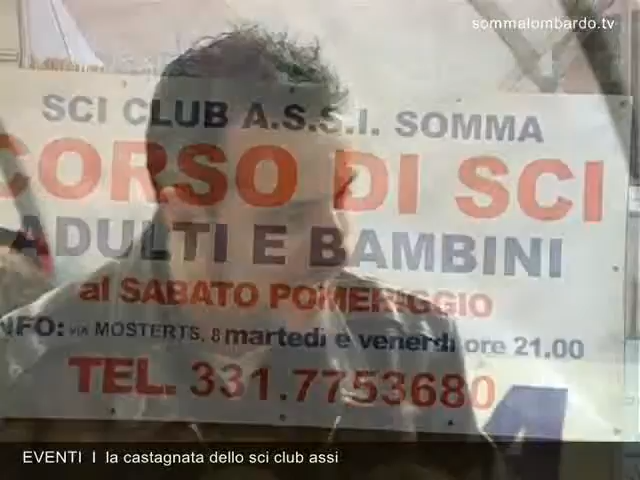 sommalombardo.tv
SCI CLUB A.S.S.I. SOMMA
CORSO DI SCI
ADULTI E BAMBINI
al SABATO POMERIGGIO
INFO: VIA MOSTERTS, 8 martedì e venerdì ore 21.00
TEL. 331.7753680
EVENTI I la castagnata dello sci club assi